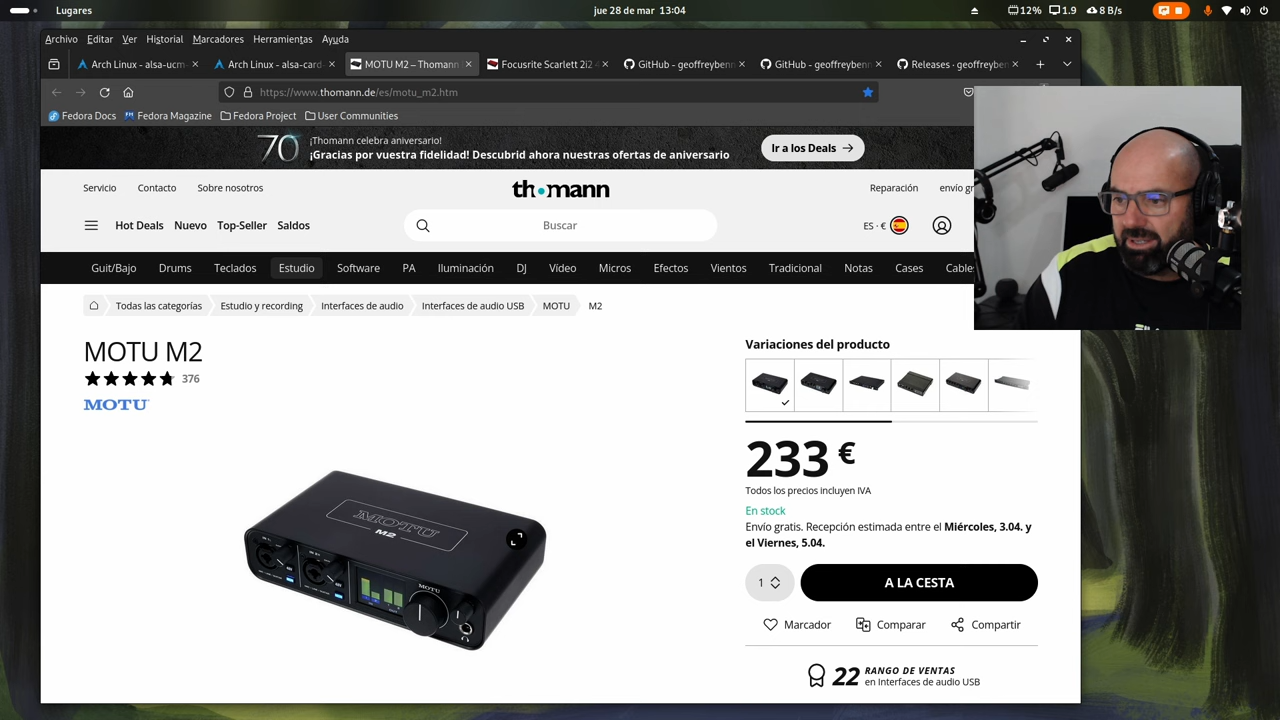 Lugares
jue 28 de mar 13:04
12% 1.9 8 B/s
Archivo Editar Ver Historial Marcadores Herramientas Ayuda
Arch Linux - alsa-ucm-
Arch Linux - alsa-card-
MOTU M2 – Thomann
Focusrite Scarlett 2i2 4
GitHub - geoffreybenn
GitHub - geoffreybenn
Releases · geoffreyben
https://www.thomann.de/es/motu_m2.htm
Fedora Docs Fedora Magazine Fedora Project User Communities
70
¡Thomann celebra aniversario!
¡Gracias por vuestra fidelidad! Descubrid ahora nuestras ofertas de aniversario
Ir a los Deals
Servicio Contacto Sobre nosotros
th•mann
Reparación envío gr
Hot Deals Nuevo Top-Seller Saldos
Buscar
ES · €
Guit/Bajo Drums Teclados Estudio Software PA Iluminación DJ Vídeo Micros Efectos Vientos Tradicional Notas Cases Cable
Todas las categorías Estudio y recording Interfaces de audio Interfaces de audio USB MOTU M2
MOTU M2
376
MOTU
Variaciones del producto
233 €
Todos los precios incluyen IVA
En stock
Envío gratis. Recepción estimada entre el Miércoles, 3.04. y
el Viernes, 5.04.
1
A LA CESTA
Marcador Comparar Compartir
22 RANGO DE VENTAS
en Interfaces de audio USB
MOTU
M2
MOTU